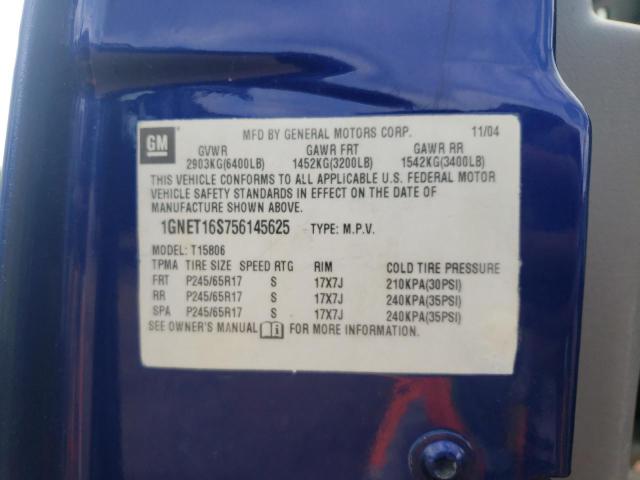 GM MFD BY GENERAL MOTORS CORP. 11/04
GVWR GAWR FRT GAWR RR
2903KG(6400LB) 1452KG(3200LB) 1542KG(3400LB)
THIS VEHICLE CONFORMS TO ALL APPLICABLE U.S. FEDERAL MOTOR
VEHICLE SAFETY STANDARDS IN EFFECT ON THE DATE OF
MANUFACTURE SHOWN ABOVE.
1GNET16S756145625 TYPE: M.P.V.
MODEL: T15806
TPMA TIRE SIZE SPEED RTG RIM COLD TIRE PRESSURE
FRT P245/65R17 S 17X7J 210KPA(30PSI)
RR P245/65R17 S 17X7J 240KPA(35PSI)
SPA P245/65R17 S 17X7J 240KPA(35PSI)
SEE OWNER'S MANUAL FOR MORE INFORMATION.